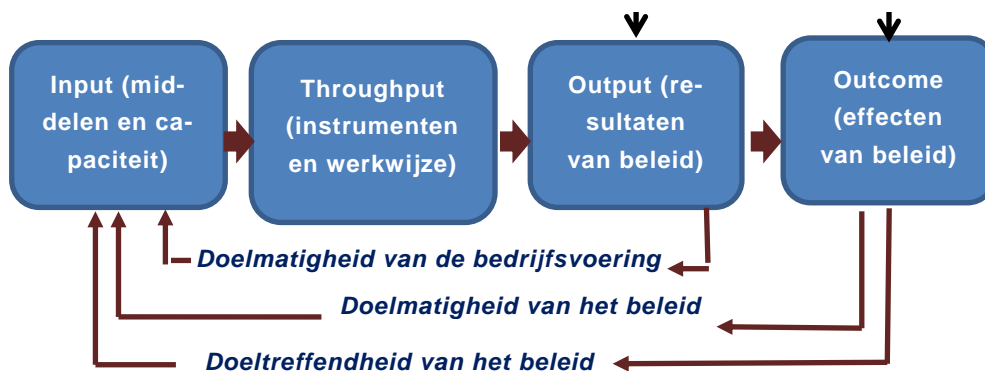 Input (mid-
delen en ca-
paciteit)
Throughput
(instrumenten
en werkwijze)
Output (re-
sultaten
van beleid)
Outcome
(effecten
van beleid)
Doelmatigheid van de bedrijfsvoering
Doelmatigheid van het beleid
Doeltreffendheid van het beleid